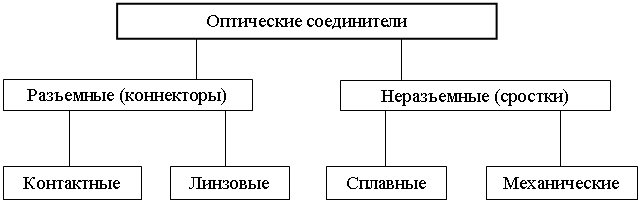 Оптические соединители
Разъемные (коннекторы)
Неразъемные (сростки)
Контактные
Линзовые
Сплавные
Механические